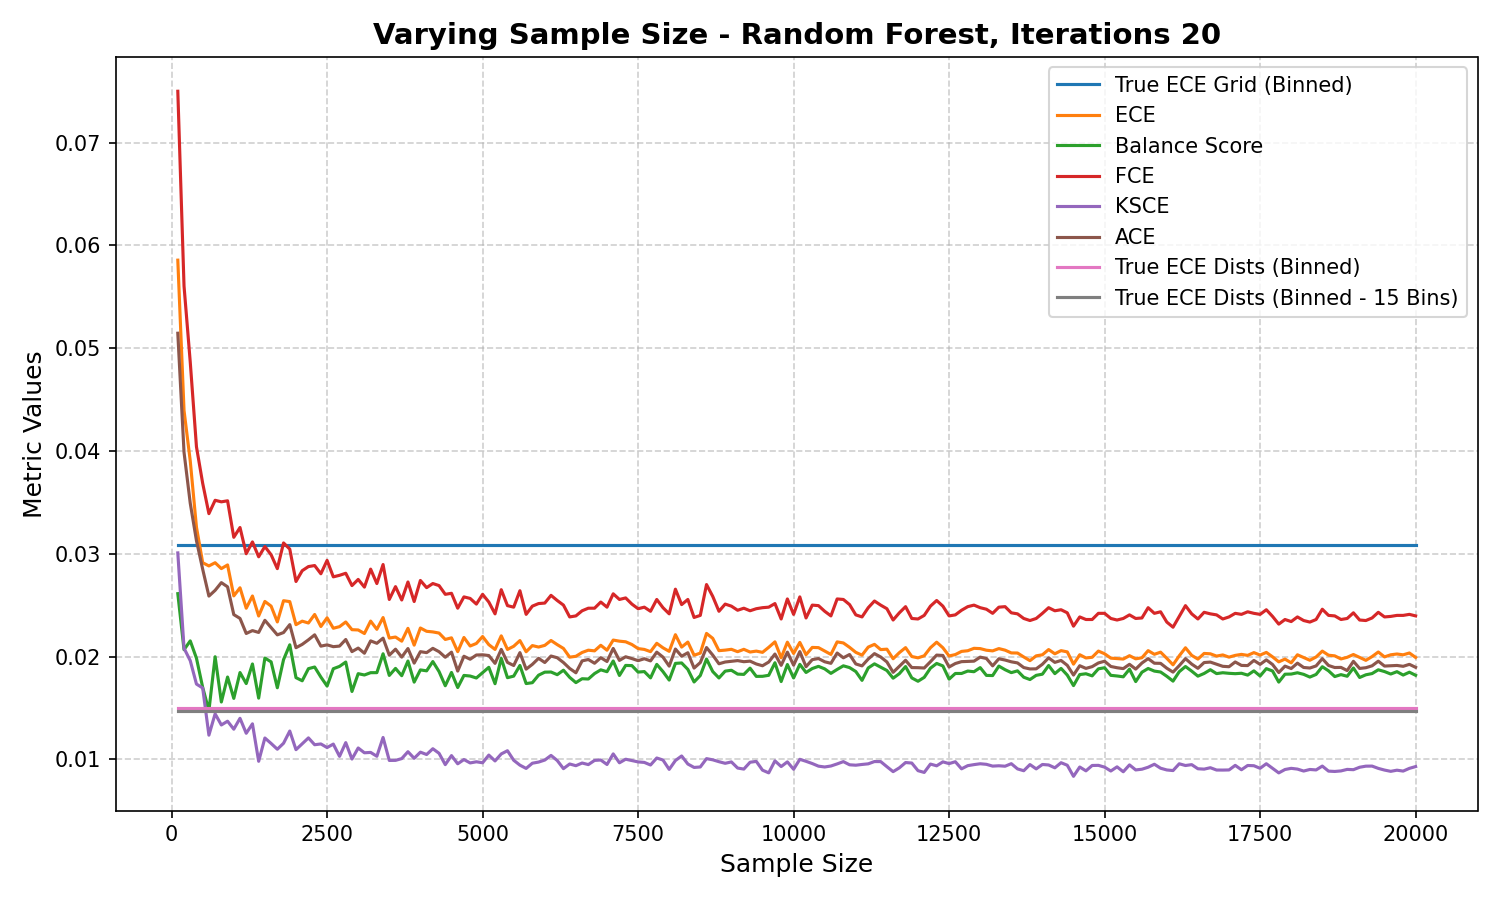 Varying Sample Size - Random Forest, Iterations 20
True ECE Grid (Binned)
ECE
Balance Score
FCE
KSCE
ACE
True ECE Dists (Binned)
True ECE Dists (Binned - 15 Bins)
Metric Values
0.07
0.06
0.05
0.04
0.03
0.02
0.01
0 2500 5000 7500 10000 12500 15000 17500 20000
Sample Size